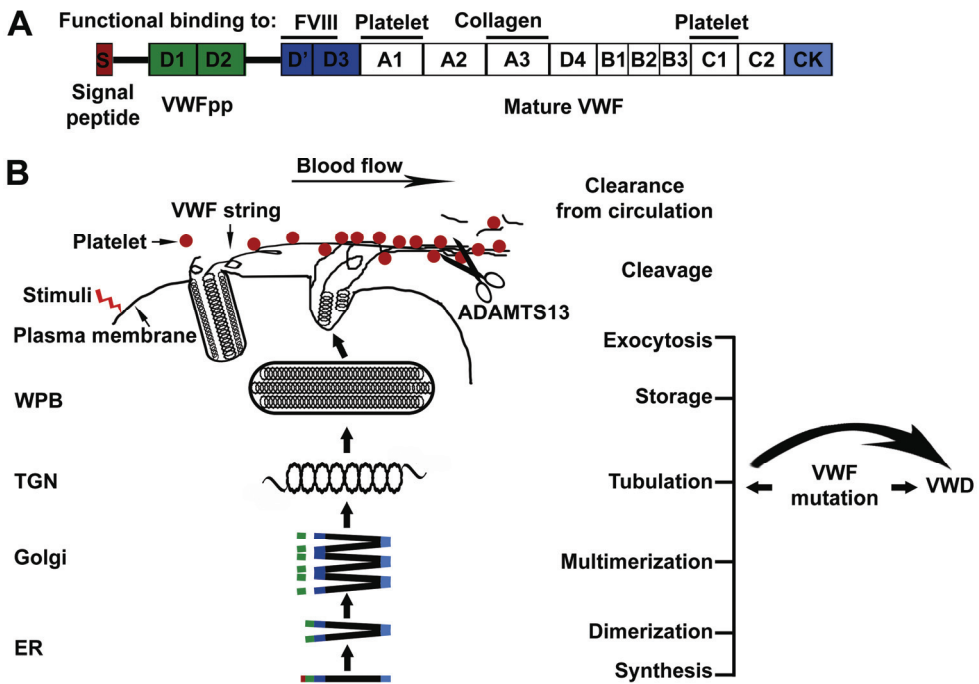 A
Functional binding to: FVIII Platelet Collagen Platelet
S D1 D2 D' D3 A1 A2 A3 D4 B1 B2 B3 C1 C2 CK
Signal
peptide
VWFpp
Mature VWF
B
Blood flow
Clearance
from circulation
VWF string
Platelet
Cleavage
Stimuli
ADAMTS13
Plasma membrane
Exocytosis
WPB
Storage
TGN
Tubulation
VWF
mutation
VWD
Golgi
Multimerization
ER
Dimerization
Synthesis